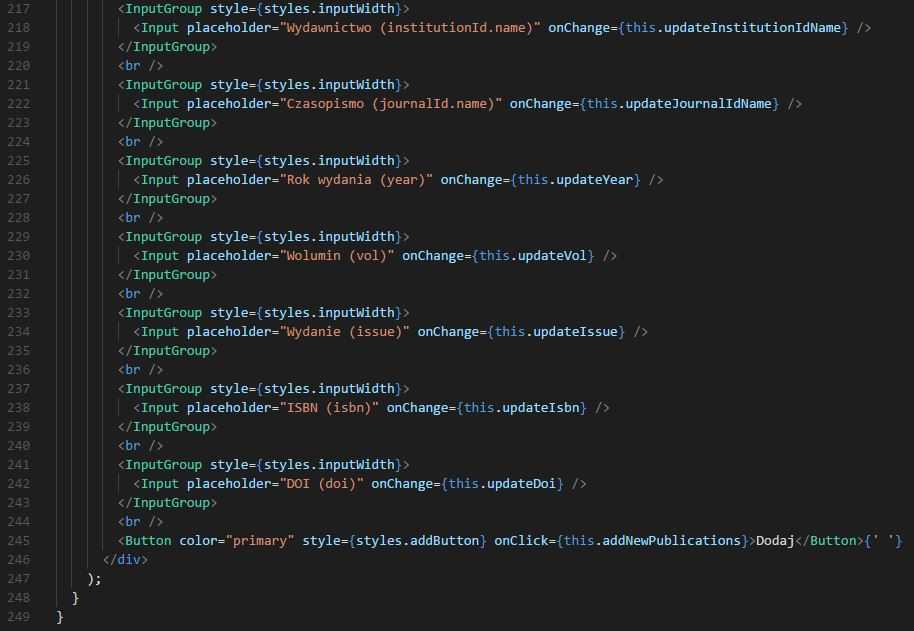 217 <InputGroup style={styles.inputWidth}>
218 <Input placeholder="Wydawnictwo (institutionId.name)" onChange={this.updateInstitutionIdName} />
219 </InputGroup>
220 <br />
221 <InputGroup style={styles.inputWidth}>
222 <Input placeholder="Czasopismo (journalId.name)" onChange={this.updateJournalIdName} />
223 </InputGroup>
224 <br />
225 <InputGroup style={styles.inputWidth}>
226 <Input placeholder="Rok wydania (year)" onChange={this.updateYear} />
227 </InputGroup>
228 <br />
229 <InputGroup style={styles.inputWidth}>
230 <Input placeholder="Wolumin (vol)" onChange={this.updateVol} />
231 </InputGroup>
232 <br />
233 <InputGroup style={styles.inputWidth}>
234 <Input placeholder="Wydanie (issue)" onChange={this.updateIssue} />
235 </InputGroup>
236 <br />
237 <InputGroup style={styles.inputWidth}>
238 <Input placeholder="ISBN (isbn)" onChange={this.updateIsbn} />
239 </InputGroup>
240 <br />
241 <InputGroup style={styles.inputWidth}>
242 <Input placeholder="DOI (doi)" onChange={this.updateDoi} />
243 </InputGroup>
244 <br />
245 <Button color="primary" style={styles.addButton} onClick={this.addNewPublications}>Dodaj</Button>{' '}
246 </div>
247 );
248 }
249 }